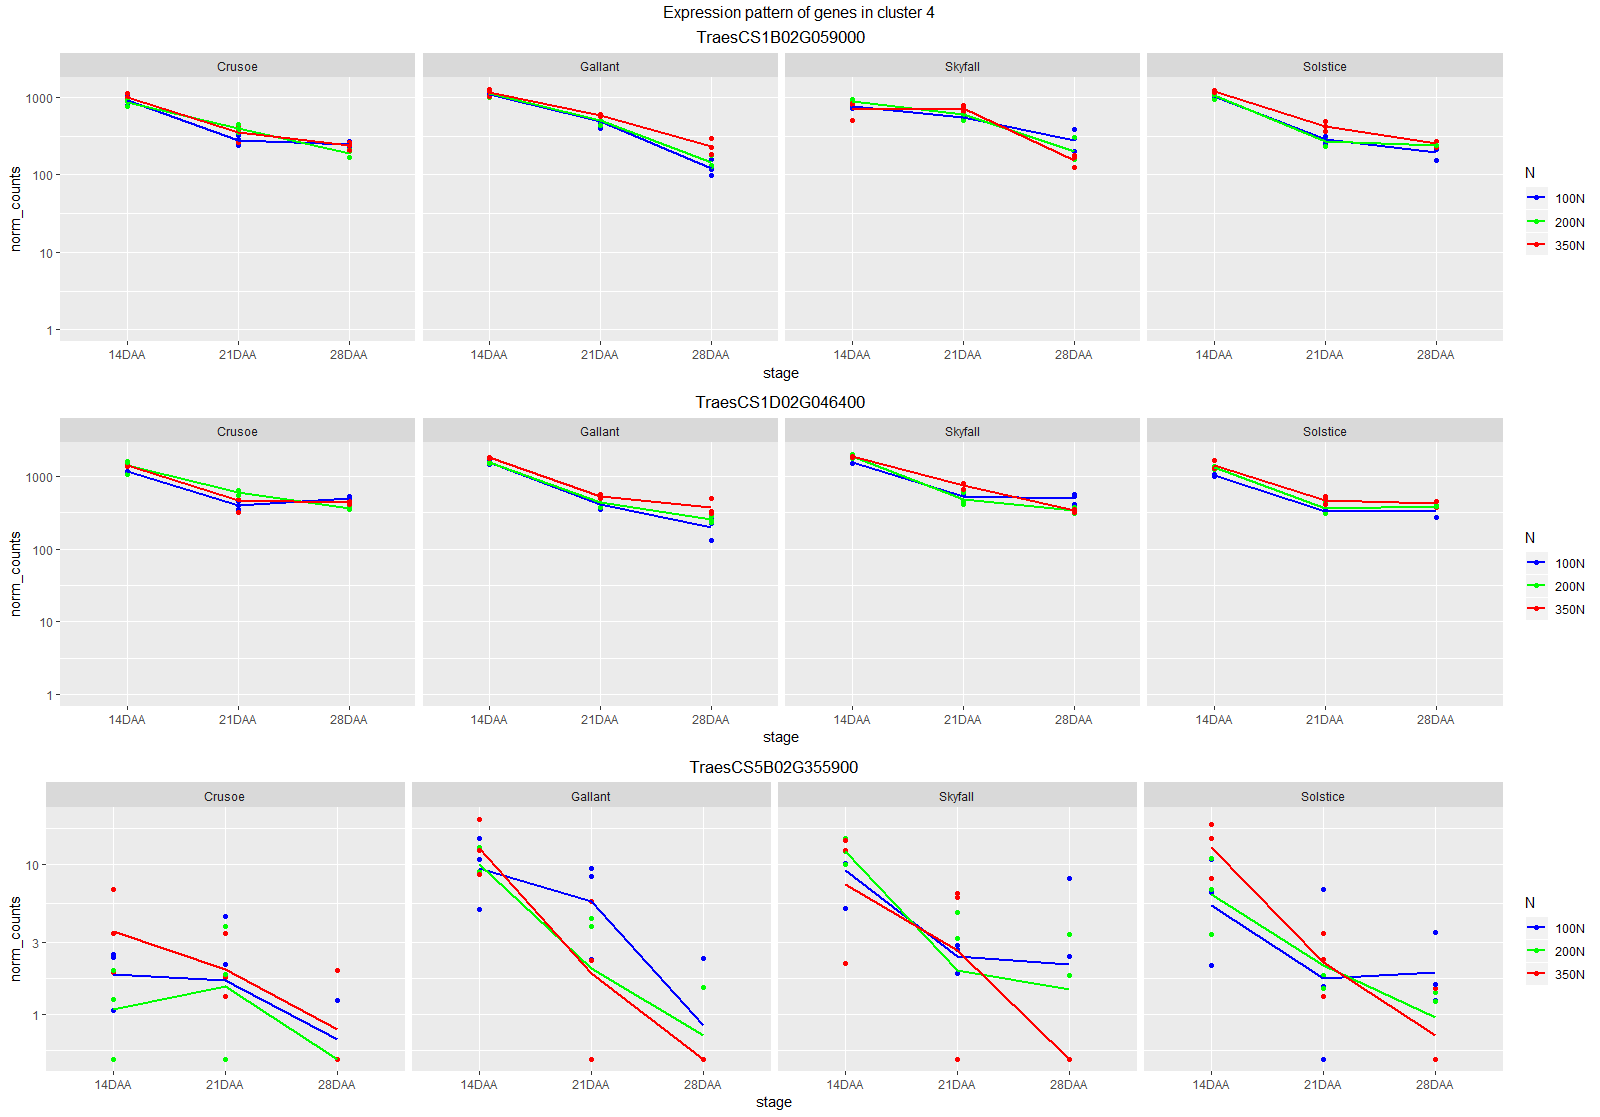 Expression pattern of genes in cluster 4
TraesCS1B02G059000
Crusoe Gallant Skyfall Solstice
1000
100
10
1
norm_counts
14DAA 21DAA 28DAA 14DAA 21DAA 28DAA 14DAA 21DAA 28DAA 14DAA 21DAA 28DAA
stage
N
100N
200N
350N
TraesCS1D02G046400
Crusoe Gallant Skyfall Solstice
1000
100
10
1
norm_counts
14DAA 21DAA 28DAA 14DAA 21DAA 28DAA 14DAA 21DAA 28DAA 14DAA 21DAA 28DAA
stage
N
100N
200N
350N
TraesCS5B02G355900
Crusoe Gallant Skyfall Solstice
10
3
1
norm_counts
14DAA 21DAA 28DAA 14DAA 21DAA 28DAA 14DAA 21DAA 28DAA 14DAA 21DAA 28DAA
stage
N
100N
200N
350N